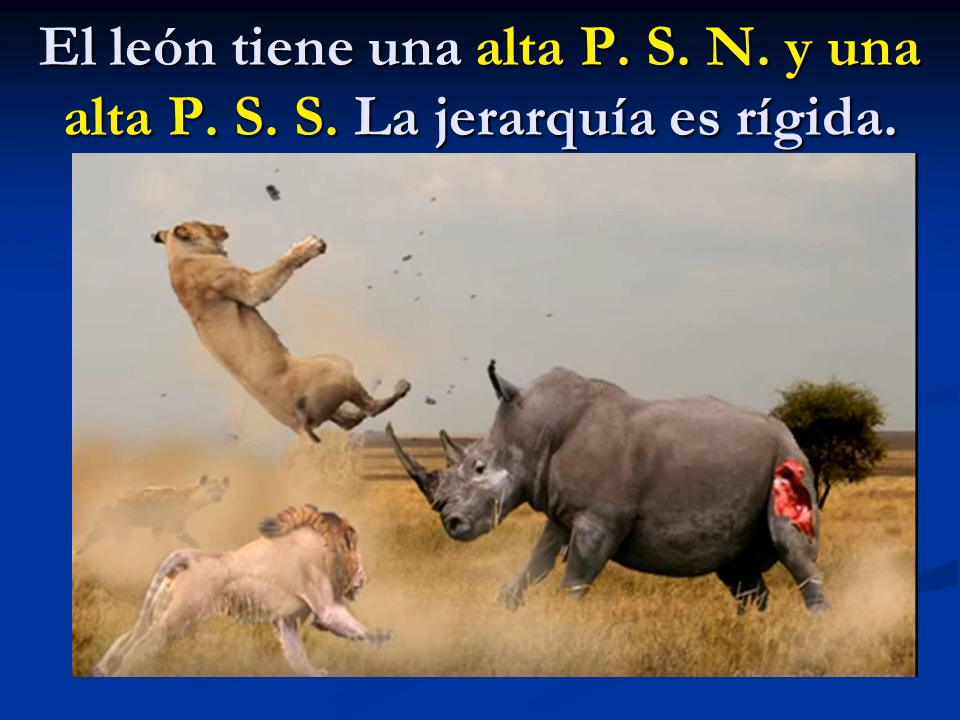 El león tiene una alta P. S. N. y una
alta P. S. S. La jerarquía es rígida.